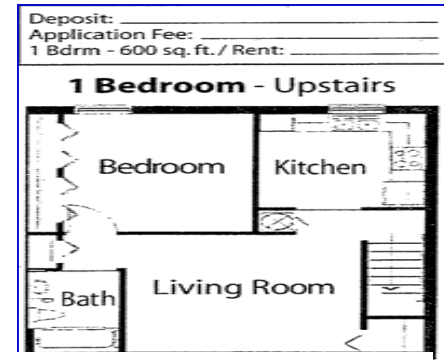 Deposit:
Application Fee:
1 Bdrm - 600 sq. ft. / Rent:
1 Bedroom - Upstairs
Bedroom
Kitchen
Living Room
Bath